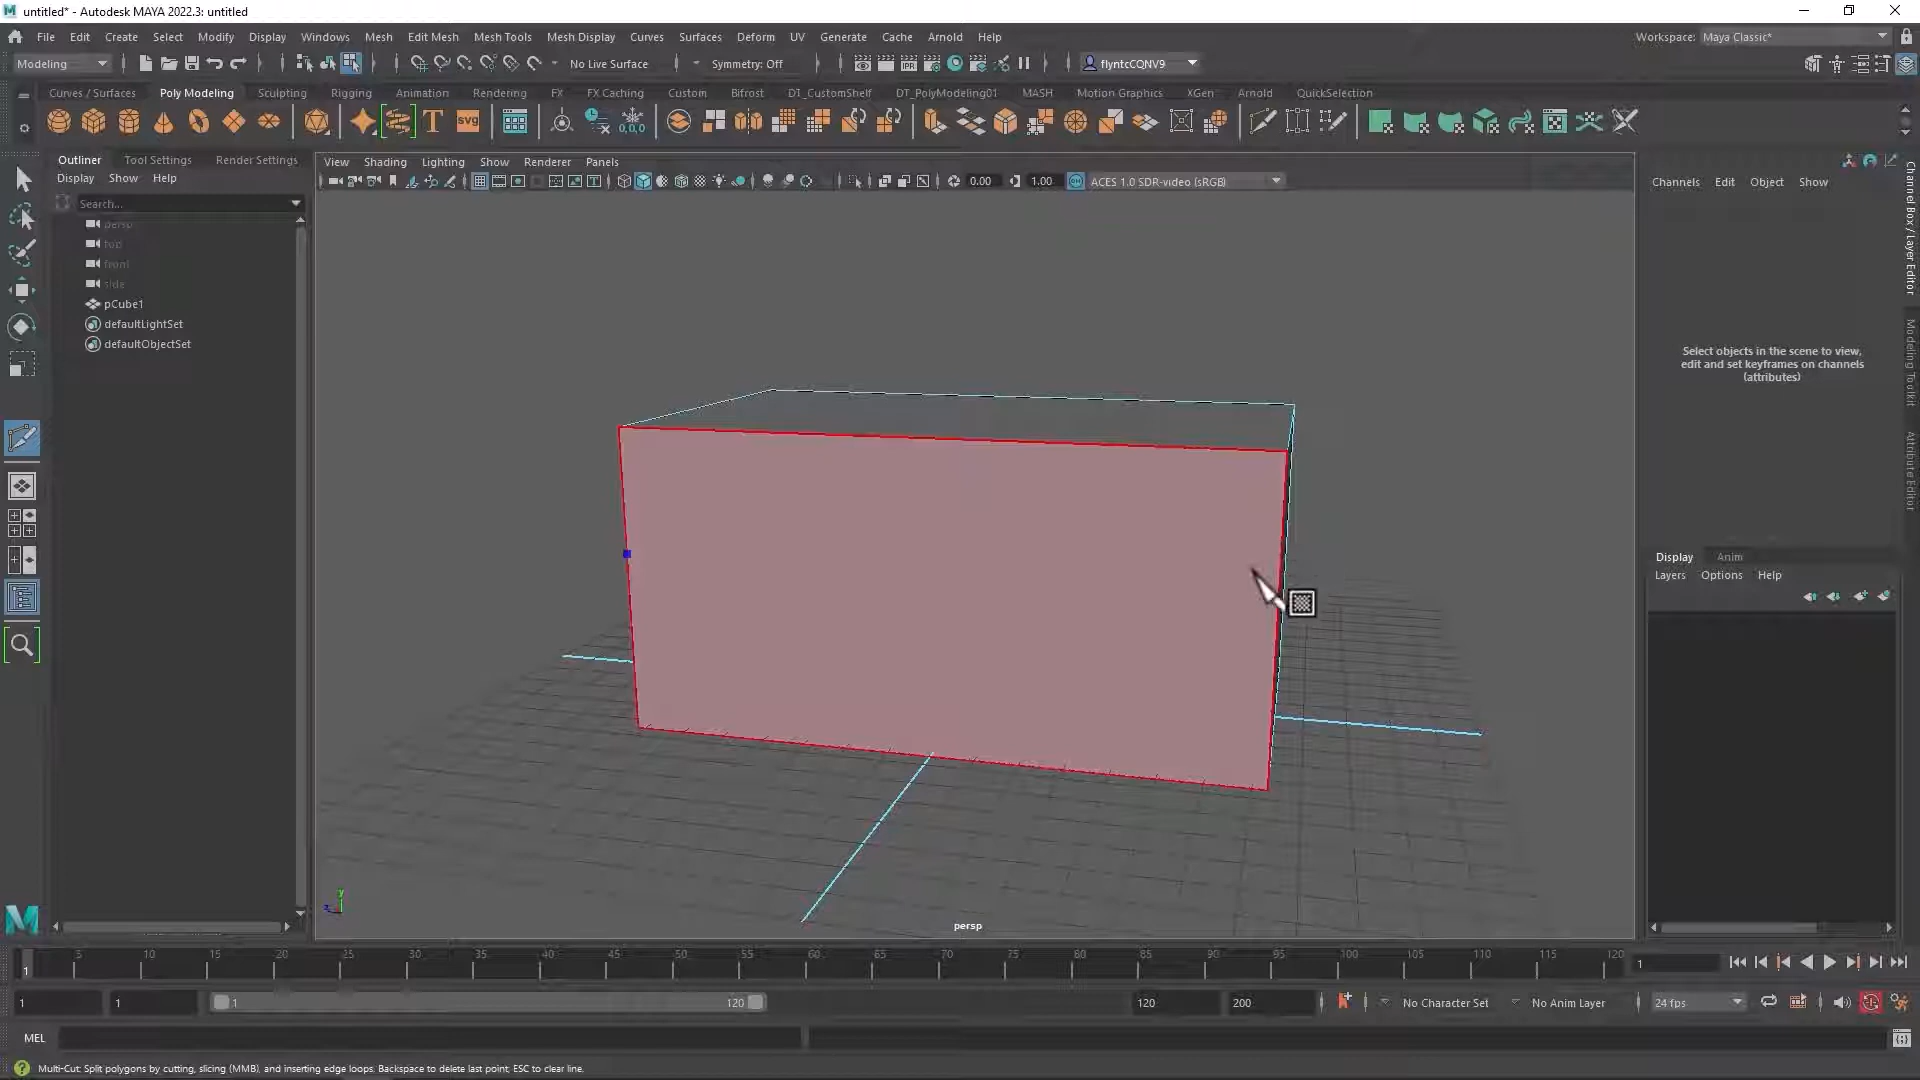 untitled* - Autodesk MAYA 2022.3: untitled
File Edit Create Select Modify Display Windows Mesh Edit Mesh Mesh Tools Mesh Display Curves Surfaces Deform UV Generate Cache Arnold Help
Workspace: Maya Classic*
Modeling No Live Surface Symmetry: Off flyntcCQNV9
Curves / Surfaces Poly Modeling Sculpting Rigging Animation Rendering FX FX Caching Custom Bifrost DT_CustomShelf DT_PolyModeling01 MASH Motion Graphics XGen Arnold QuickSelection
T svg 0,0,0
Outliner Tool Settings Render Settings
Display Show Help
Search...
persp
top
front
side
pCube1
defaultLightSet
defaultObjectSet
View Shading Lighting Show Renderer Panels
0.00 1.00 ACES 1.0 SDR-video (sRGB)
y
z
persp
Channels Edit Object Show
Select objects in the scene to view,
edit and set keyframes on channels
(attributes)
Display Anim
Layers Options Help
Channel Box / Layer Editor
Modeling Toolkit
Attribute Editor
1 5 10 15 20 25 30 35 40 45 50 55 60 65 70 75 80 85 90 95 100 105 110 115 120 1
1 1 1 120 120 200 No Character Set No Anim Layer 24 fps
MEL
Multi-Cut: Split polygons by cutting, slicing (MMB), and inserting edge loops. Backspace to delete last point, ESC to clear line.